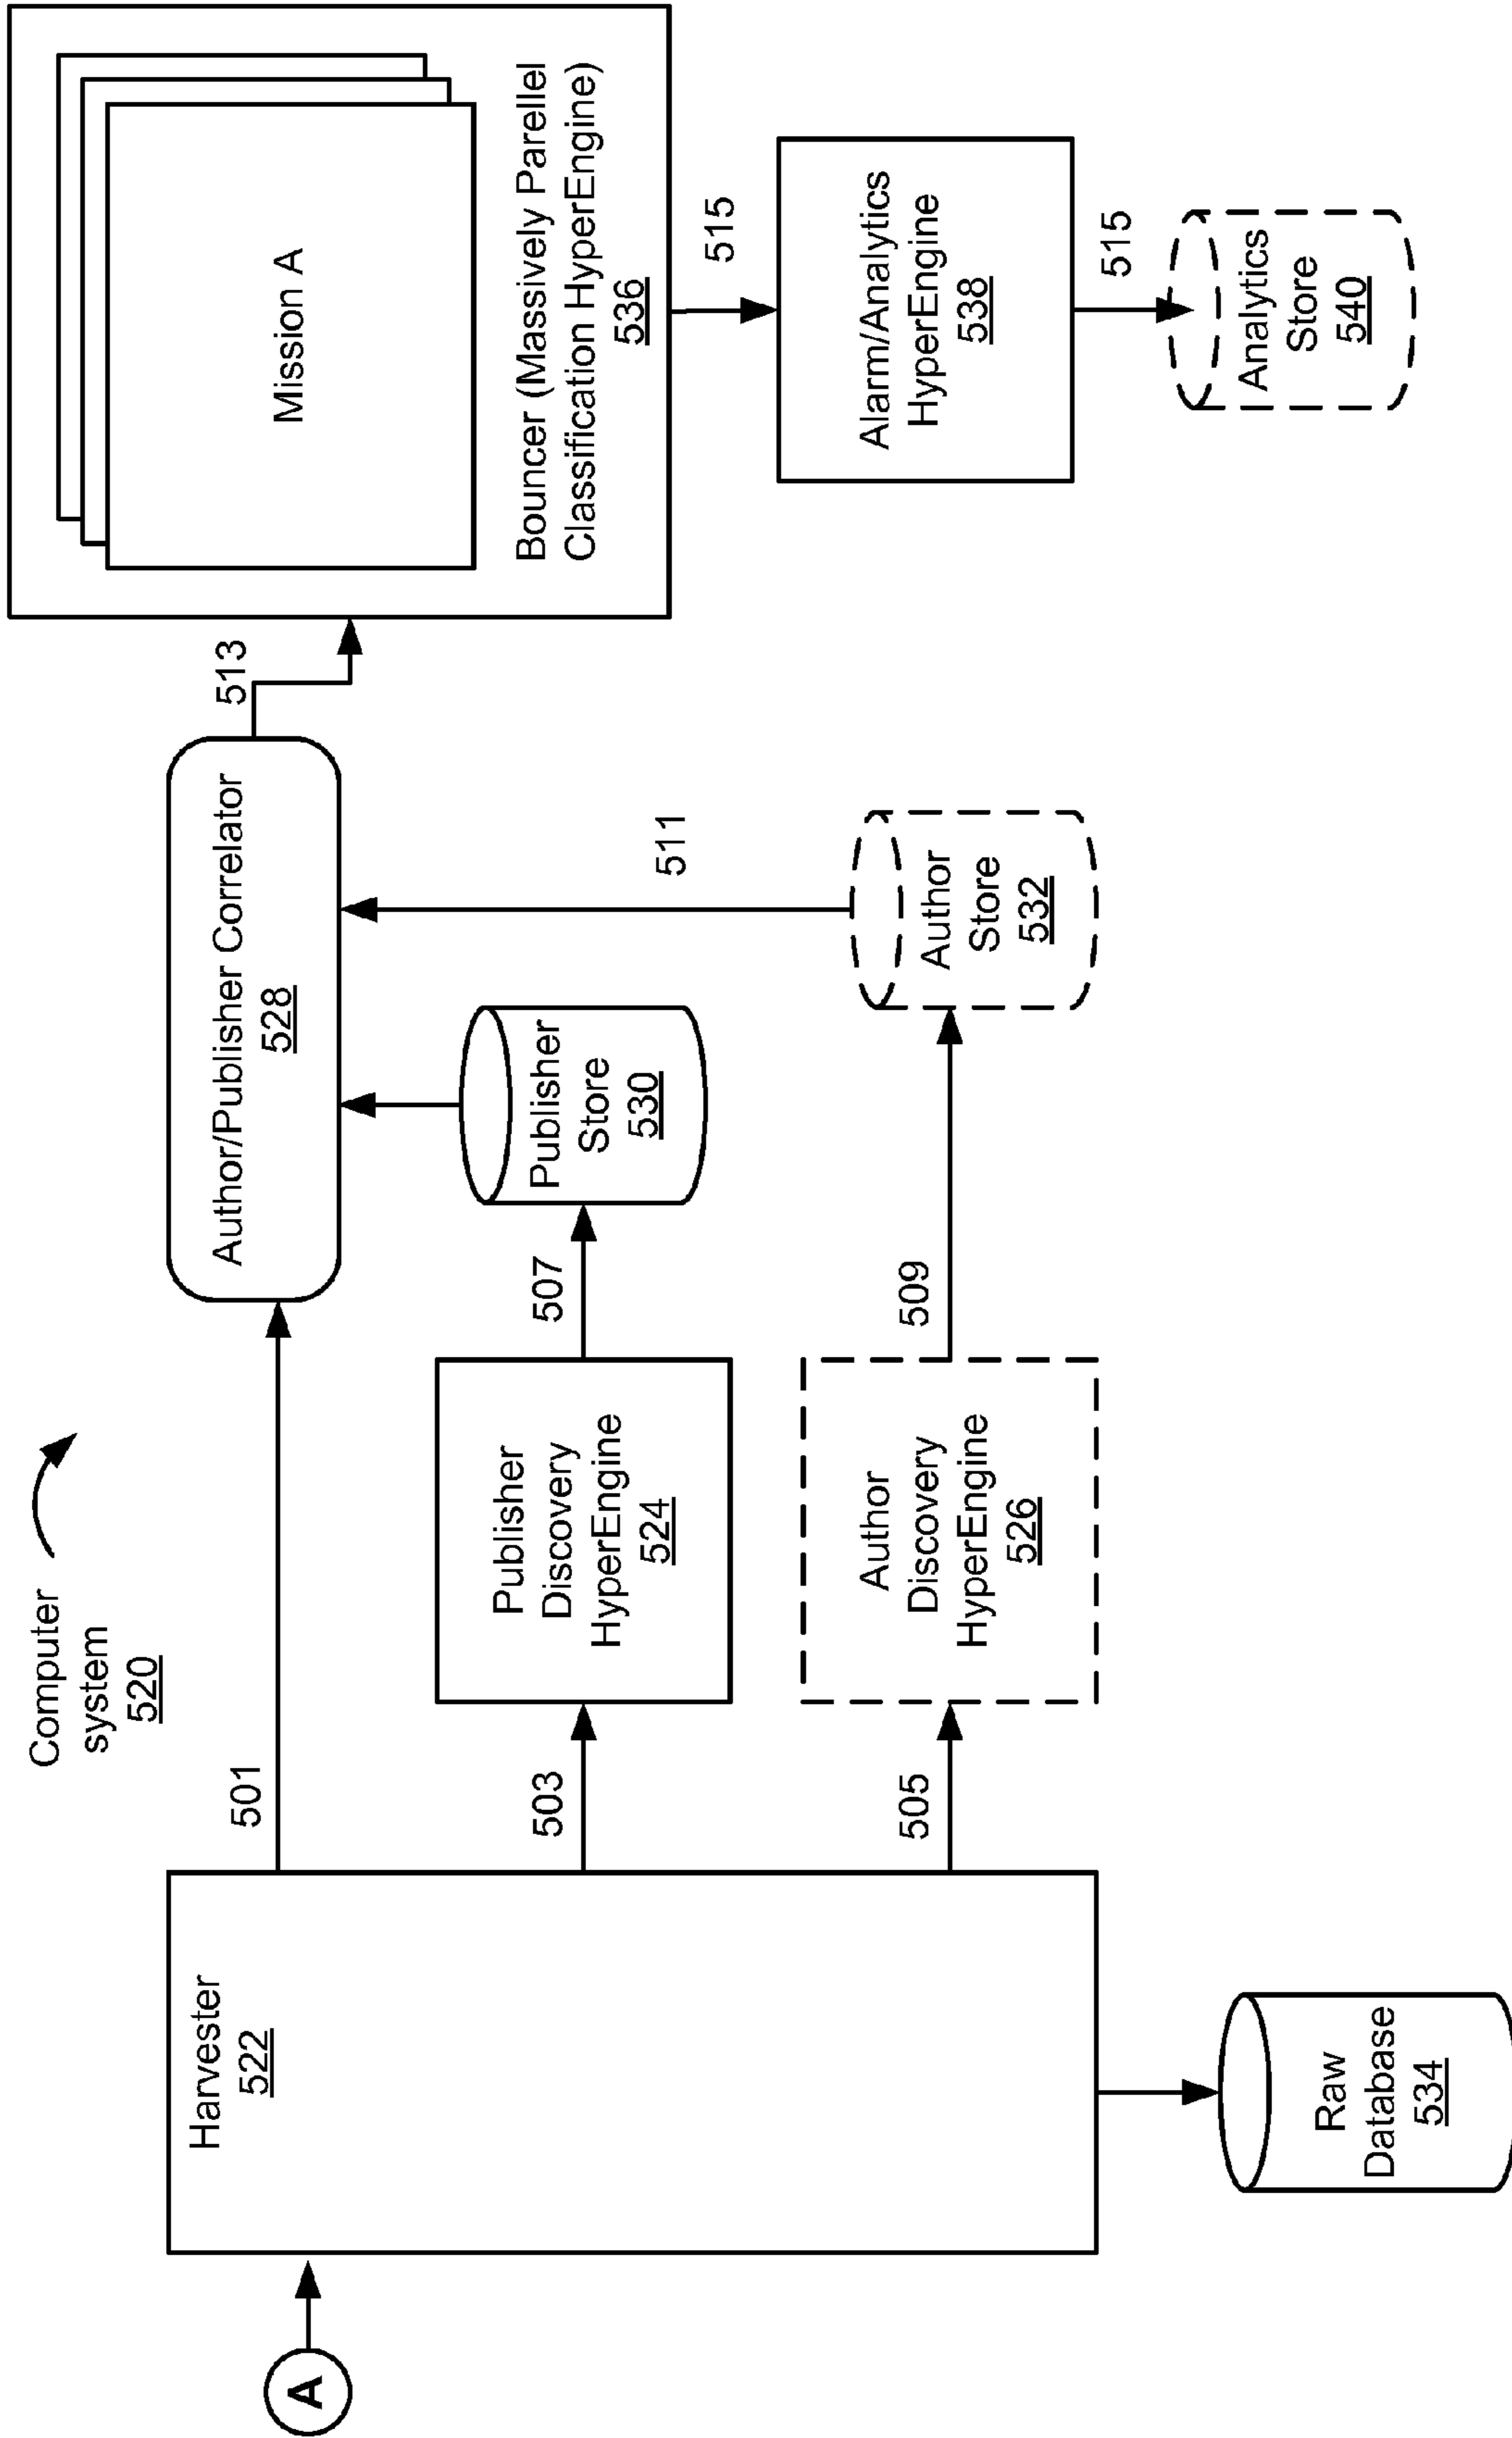 Computer
system
520
A
Harvester
522
501
503
505
Raw
Database
534
Publisher
Discovery
HyperEngine
524
Author
Discovery
HyperEngine
526
507
509
Author/Publisher Correlator
528
Publisher
Store
530
Author
Store
532
511
513
Mission A
Bouncer (Massively Parellel
Classification HyperEngine)
536
515
Alarm/Analytics
HyperEngine
538
515
Analytics
Store
540